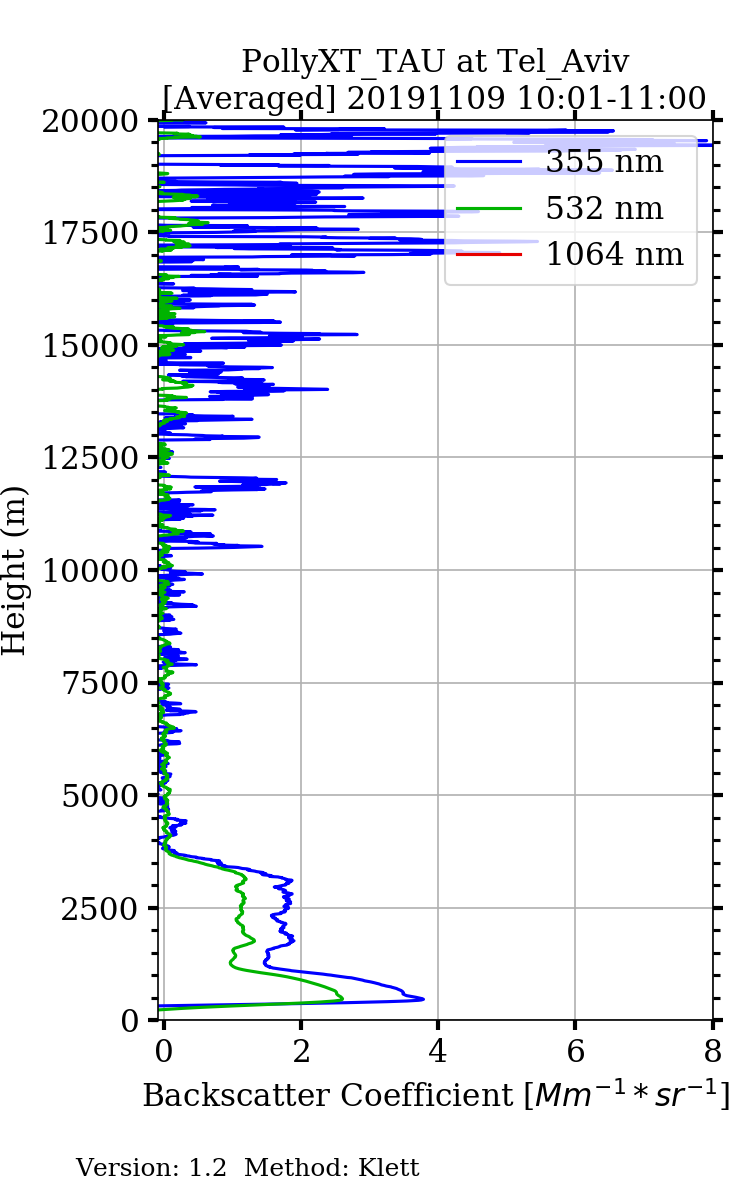 PollyXT_TAU at Tel_Aviv
[Averaged] 20191109 10:01-11:00
20000
17500
15000
12500
10000
7500
5000
2500
0
Height (m)
355 nm
532 nm
1064 nm
0 2 4 6 8
Backscatter Coefficient [Mm⁻¹*sr⁻¹]
Version: 1.2 Method: Klett